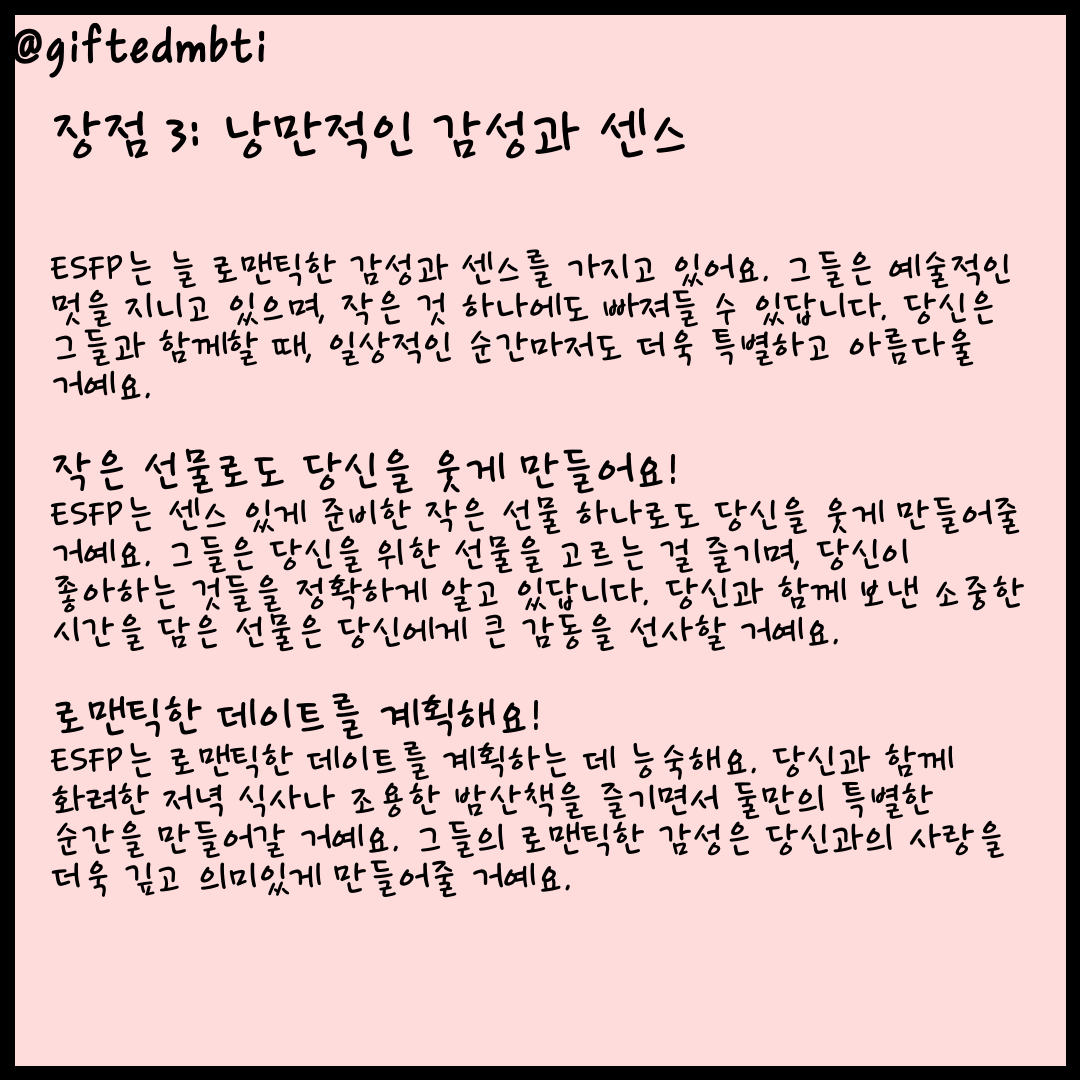 @giftedmbti
장점 3: 낭만적인 감성과 센스
ESFP는 늘 로맨틱한 감성과 센스를 가지고 있어요. 그들은 예술적인
멋을 지니고 있으며, 작은 것 하나에도 빠져들 수 있답니다. 당신은
그들과 함께할 때, 일상적인 순간마저도 더욱 특별하고 아름다울
거예요.
작은 선물로도 당신을 웃게 만들어요!
ESFP는 센스 있게 준비한 작은 선물 하나로도 당신을 웃게 만들어줄
거예요. 그들은 당신을 위한 선물을 고르는 걸 즐기며, 당신이
좋아하는 것들을 정확하게 알고 있답니다. 당신과 함께 보낸 소중한
시간을 담은 선물은 당신에게 큰 감동을 선사할 거예요.
로맨틱한 데이트를 계획해요!
ESFP는 로맨틱한 데이트를 계획하는 데 능숙해요. 당신과 함께
화려한 저녁 식사나 조용한 밤산책을 즐기면서 둘만의 특별한
순간을 만들어갈 거예요. 그들의 로맨틱한 감성은 당신과의 사랑을
더욱 깊고 의미있게 만들어줄 거예요.